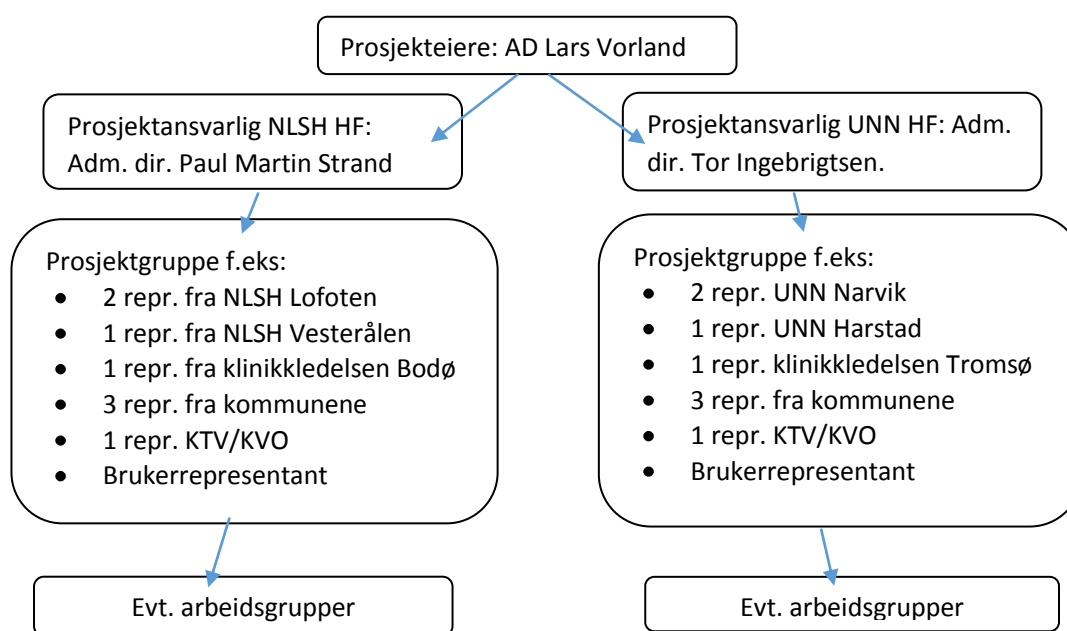 Prosjekteiere: AD Lars Vorland
Prosjektansvarlig NLSH HF:
Adm. dir. Paul Martin Strand
Prosjektansvarlig UNN HF: Adm.
dir. Tor Ingebrigtsen.
Prosjektgruppe f.eks:
• 2 repr. fra NLSH Lofoten
• 1 repr. fra NLSH Vesterålen
• 1 repr. fra klinikkledelsen Bodø
• 3 repr. fra kommunene
• 1 repr. KTV/KVO
• Brukerrepresentant
Prosjektgruppe f.eks:
• 2 repr. UNN Narvik
• 1 repr. UNN Harstad
• 1 repr. klinikkledelsen Tromsø
• 3 repr. fra kommunene
• 1 repr. KTV/KVO
• Brukerrepresentant
Evt. arbeidsgrupper
Evt. arbeidsgrupper